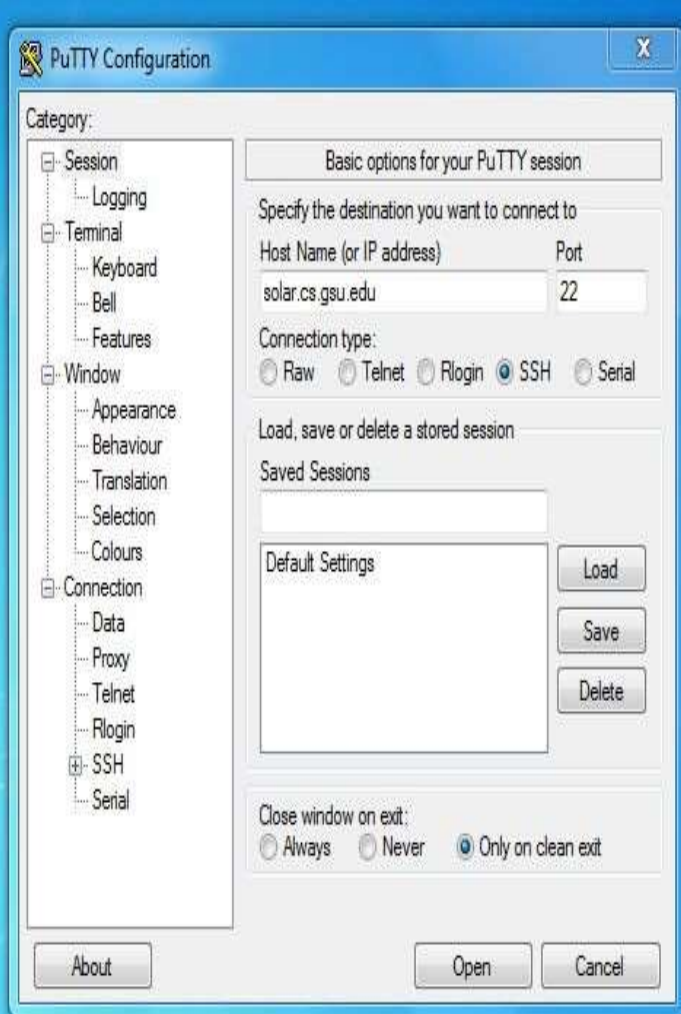 PuTTY Configuration
X
Category:
Session
Logging
Terminal
Keyboard
Bell
Features
Window
Appearance
Behaviour
Translation
Selection
Colours
Connection
Data
Proxy
Telnet
Rlogin
SSH
Serial
Basic options for your PuTTY session
Specify the destination you want to connect to
Host Name (or IP address) Port
solar.cs.gsu.edu 22
Connection type:
Raw Telnet Rlogin SSH Serial
Load, save or delete a stored session
Saved Sessions
Default Settings
Load
Save
Delete
Close window on exit:
Always Never Only on clean exit
About Open Cancel